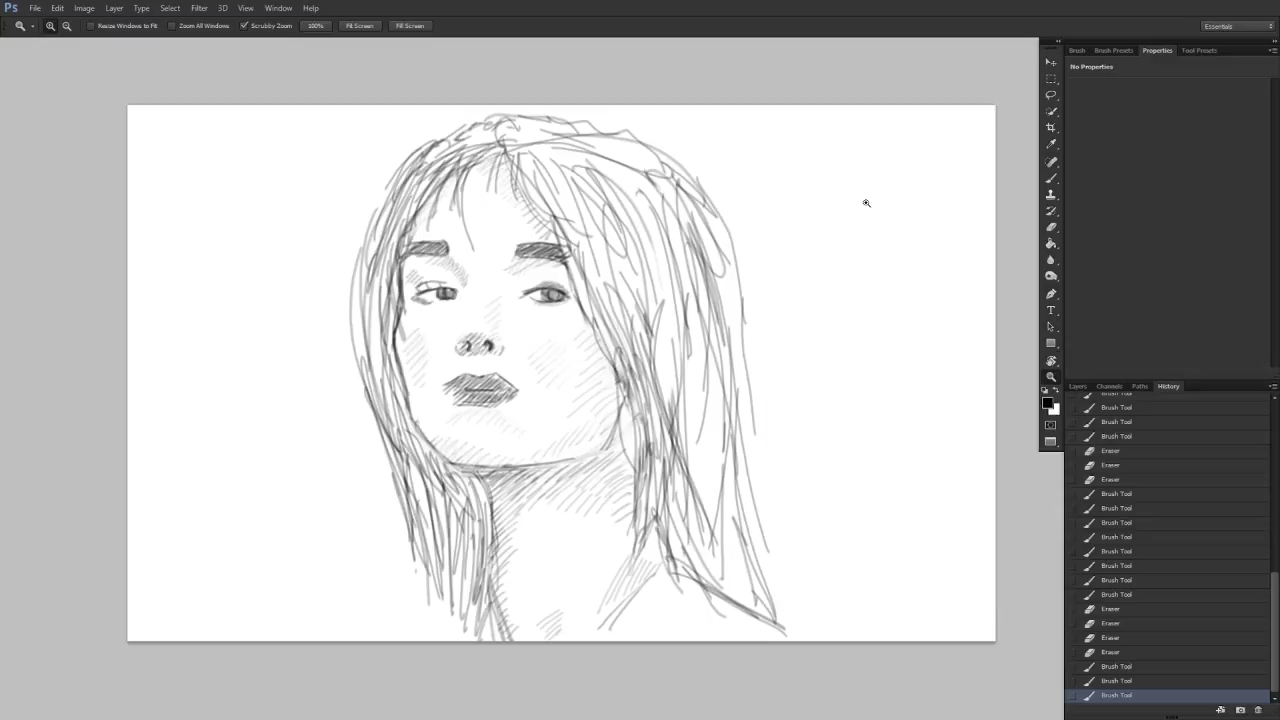 Ps File Edit Image Layer Type Select Filter 3D View Window Help
Resize Windows to Fit Zoom All Windows Scrubby Zoom 100% Fit Screen Fill Screen Essentials
Brush Brush Presets Properties Tool Presets
No Properties
Layers Channels Paths History
Brush Tool
Brush Tool
Brush Tool
Brush Tool
Eraser
Eraser
Eraser
Brush Tool
Brush Tool
Brush Tool
Brush Tool
Brush Tool
Brush Tool
Brush Tool
Brush Tool
Eraser
Eraser
Eraser
Eraser
Brush Tool
Brush Tool
Brush Tool